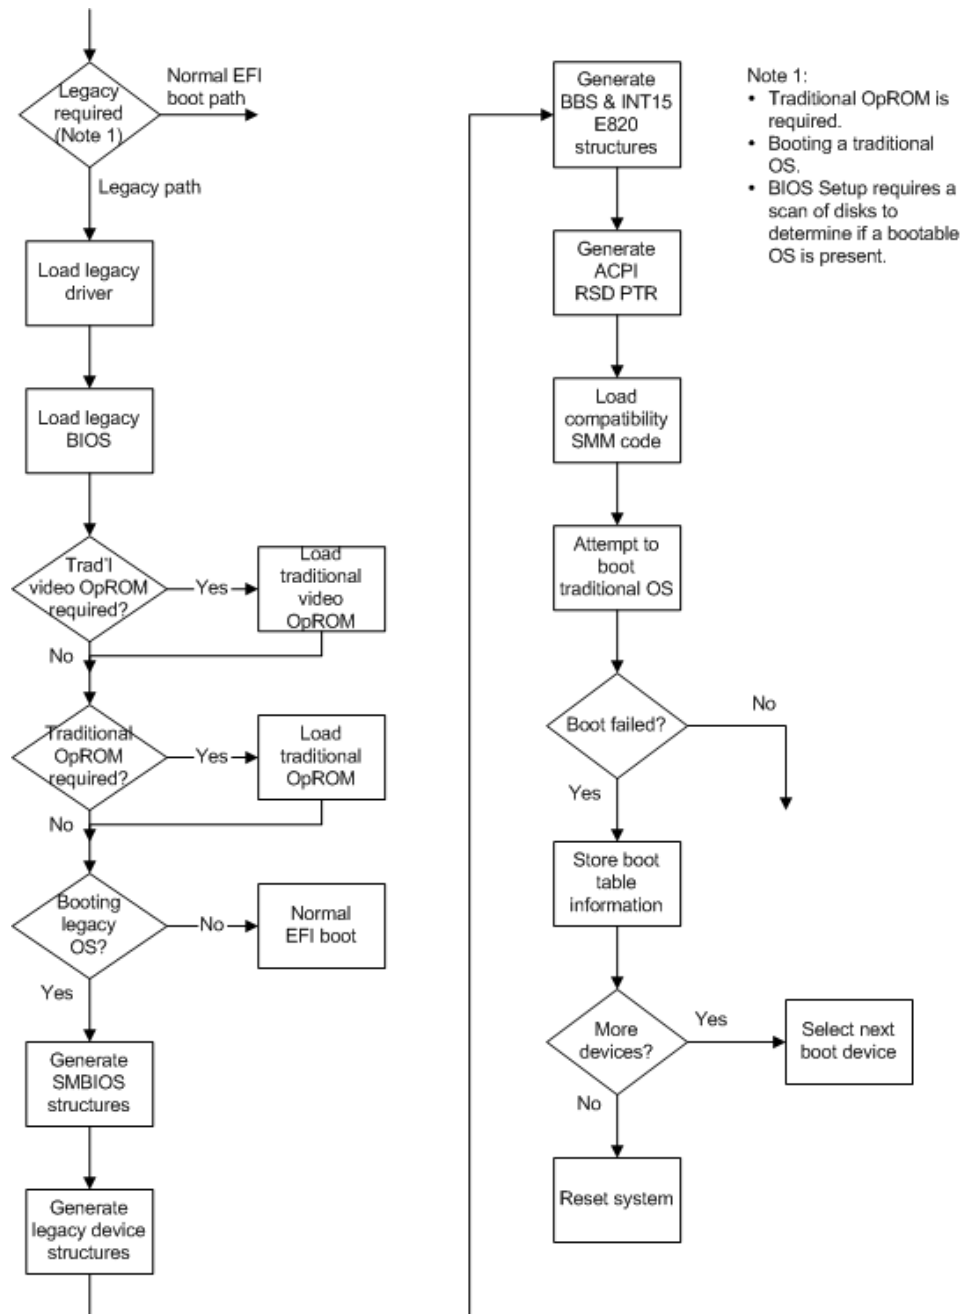 Legacy
required
(Note 1)
Normal EFI
boot path
Legacy path
Load legacy
driver
Load legacy
BIOS
Trad'l
video OpROM
required?
Yes
Load
traditional
video
OpROM
No
Traditional
OpROM
required?
Yes
Load
traditional
OpROM
No
Booting
legacy
OS?
No
Normal
EFI boot
Yes
Generate
SMBIOS
structures
Generate
legacy device
structures
Generate
BBS & INT15
E820
structures
Generate
ACPI
RSD PTR
Load
compatibility
SMM code
Attempt to
boot
traditional OS
Boot failed?
No
Yes
Store boot
table
information
More
devices?
Yes
Select next
boot device
No
Reset system
Note 1:
• Traditional OpROM is
required.
• Booting a traditional
OS.
• BIOS Setup requires a
scan of disks to
determine if a bootable
OS is present.